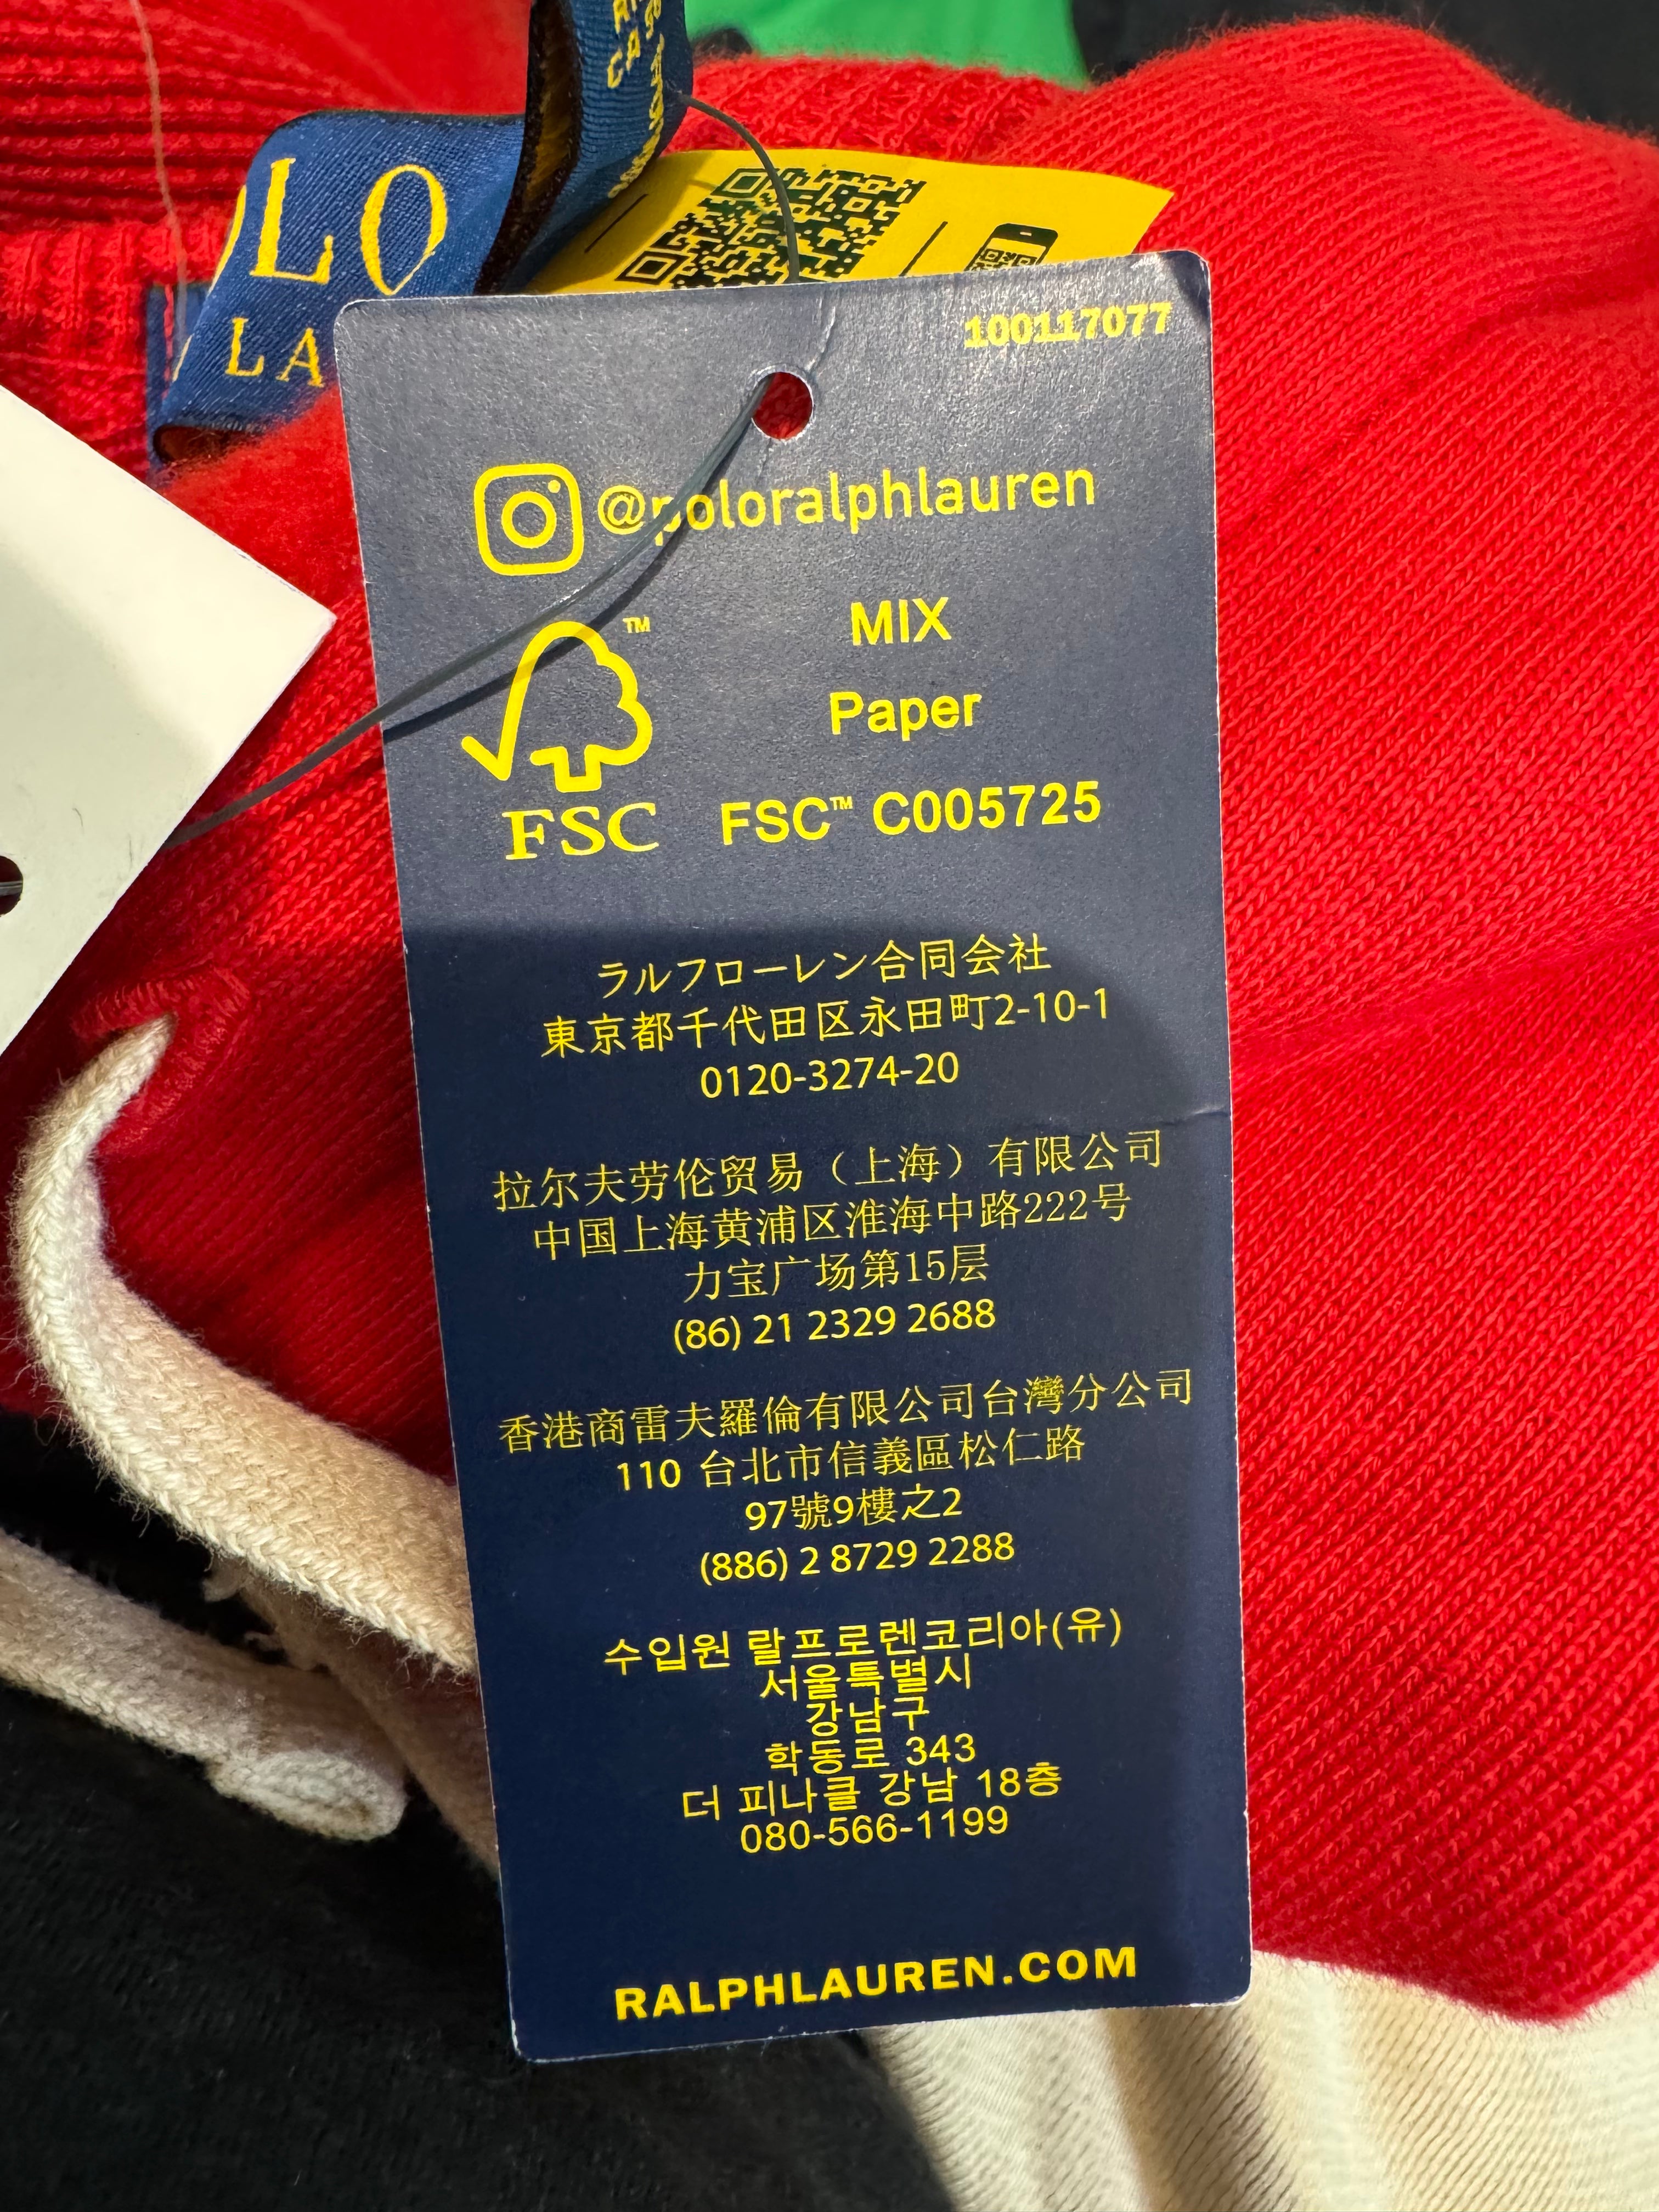 OLO
LA
100117077
@poloralphlauren
MIX
Paper
™
FSC
FSC™ C005725
ラルフローレン合同会社
東京都千代田区永田町2-10-1
0120-3274-20
拉尔夫劳伦贸易（上海）有限公司
中国上海黄浦区淮海中路222号
力宝广场第15层
(86) 21 2329 2688
香港商雷夫羅倫有限公司台灣分公司
110 台北市信義區松仁路
97號9樓之2
(886) 2 8729 2288
수입원 랄프로렌코리아(유)
서울특별시
강남구
학동로 343
더 피나클 강남 18층
080-566-1199
RALPHLAUREN.COM